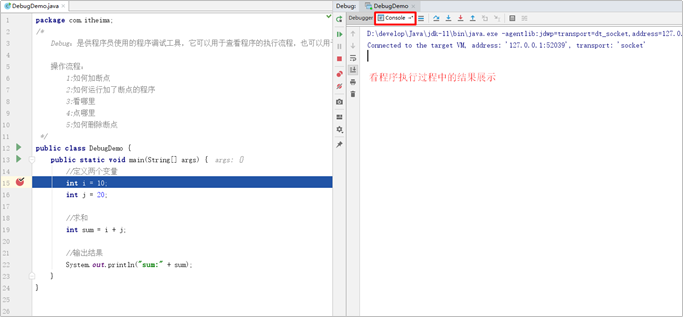 DebugDemo.java
1 package com.itheima;
2 /*
3 Debug：是供程序员使用的程序调试工具，它可以用于查看程序的执行流程，也可以用于
4
5 操作流程：
6 1:如何加断点
7 2:如何运行加了断点的程序
8 3:看哪里
9 4:点哪里
10 5:如何删除断点
11 */
12 public class DebugDemo {
13 public static void main(String[] args) { args: {}
14 //定义两个变量
15 int i = 10;
16 int j = 20;
17
18 //求和
19 int sum = i + j;
20
21 //输出结果
22 System.out.println("sum:" + sum);
23 }
24 }
25
26
Debug: DebugDemo
Debugger Console
D:\develop\Java\jdk-11\bin\java.exe -agentlib:jdwp=transport=dt_socket,address=127.0.
Connected to the target VM, address: '127.0.0.1:52039', transport: 'socket'
看程序执行过程中的结果展示